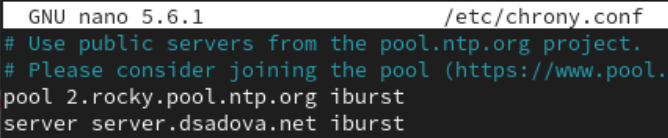 GNU nano 5.6.1 /etc/chrony.conf
# Use public servers from the pool.ntp.org project.
# Please consider joining the pool (https://www.pool.
pool 2.rocky.pool.ntp.org iburst
server server.dsadova.net iburst